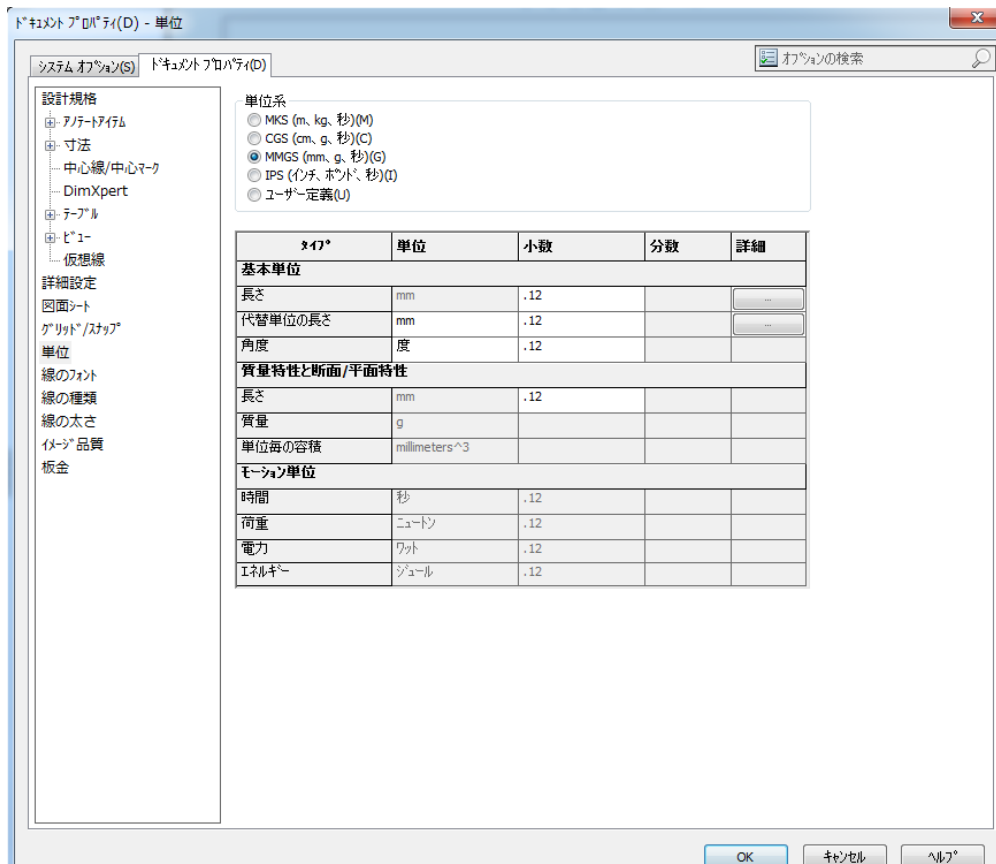 ﾄﾞｷｭﾒﾝﾄ ﾌﾟﾛﾊﾟﾃｨ(D) - 単位
x
ｼｽﾃﾑ ｵﾌﾟｼｮﾝ(S)
ﾄﾞｷｭﾒﾝﾄ ﾌﾟﾛﾊﾟﾃｨ(D)
ｵﾌﾟｼｮﾝの検索
設計規格
ｱﾉﾃｰﾄｱｲﾃﾑ
寸法
中心線/中心ﾏｰｸ
DimXpert
ﾃｰﾌﾞﾙ
ﾋﾞｭｰ
仮想線
詳細設定
図面ｼｰﾄ
ｸﾞﾘｯﾄﾞ/ｽﾅｯﾌﾟ
単位
線のﾌｫﾝﾄ
線の種類
線の太さ
ｲﾒｰｼﾞ品質
板金
単位系
MKS (m、kg、秒)(M)
CGS (cm、g、秒)(C)
MMGS (mm、g、秒)(G)
IPS (ｲﾝﾁ、ﾎﾟﾝﾄﾞ、秒)(I)
ﾕｰｻﾞｰ定義(U)
ﾀｲﾌﾟ 単位 小数 分数 詳細
基本単位
長さ mm .12 ...
代替単位の長さ mm .12 ...
角度 度 .12
質量特性と断面/平面特性
長さ mm .12
質量 g
単位毎の容積 millimeters^3
ﾓｰｼｮﾝ単位
時間 秒 .12
荷重 ﾆｭｰﾄﾝ .12
電力 ﾜｯﾄ .12
ｴﾈﾙｷﾞｰ ｼﾞｭｰﾙ .12
OK ｷｬﾝｾﾙ ﾍﾙﾌﾟ